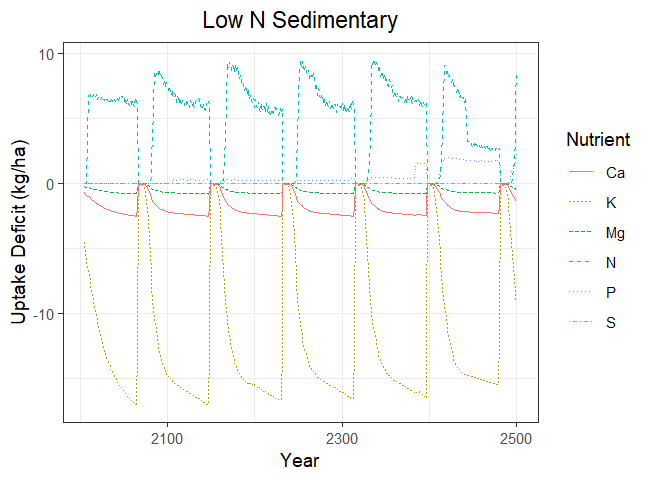 Low N Sedimentary
10
0
-10
Uptake Deficit (kg/ha)
2100
2300
2500
Year
Nutrient
Ca
K
Mg
N
P
S